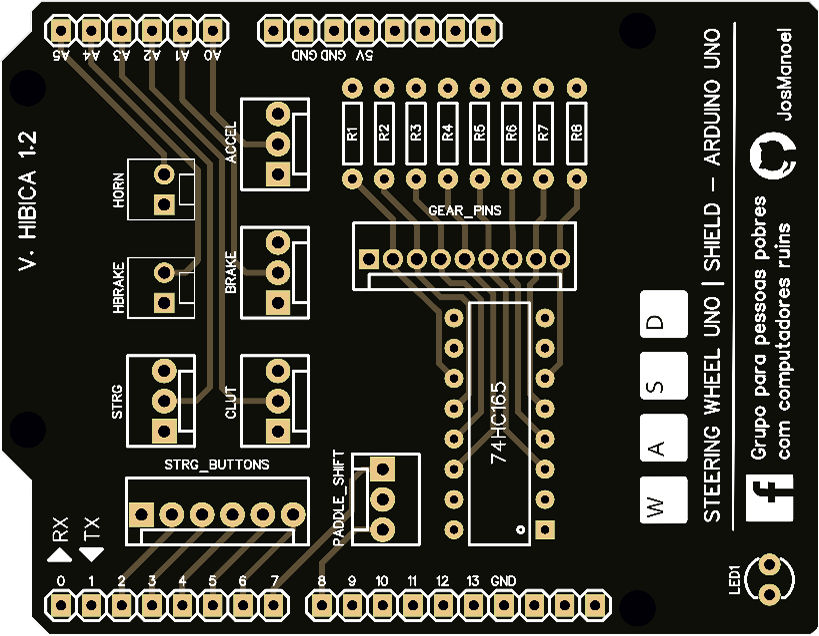 A5 A4 A3 A2 A1 A0
GND GND 5V
V. HIBICA 1.2
HORN
HBRAKE
STRG
ACCEL
BRAKE
CLUT
R1 R2 R3 R4 R5 R6 R7 R8
GEAR_PINS
74HC165
STRG_BUTTONS
PADDLE_SHIFT
RX
TX
0 1 2 3 4 5 6 7 8 9 10 11 12 13 GND
W A S D
STEERING WHEEL UNO | SHIELD - ARDUINO UNO
JosManoel
f Grupo para pessoas pobres
com computadores ruins
LED1